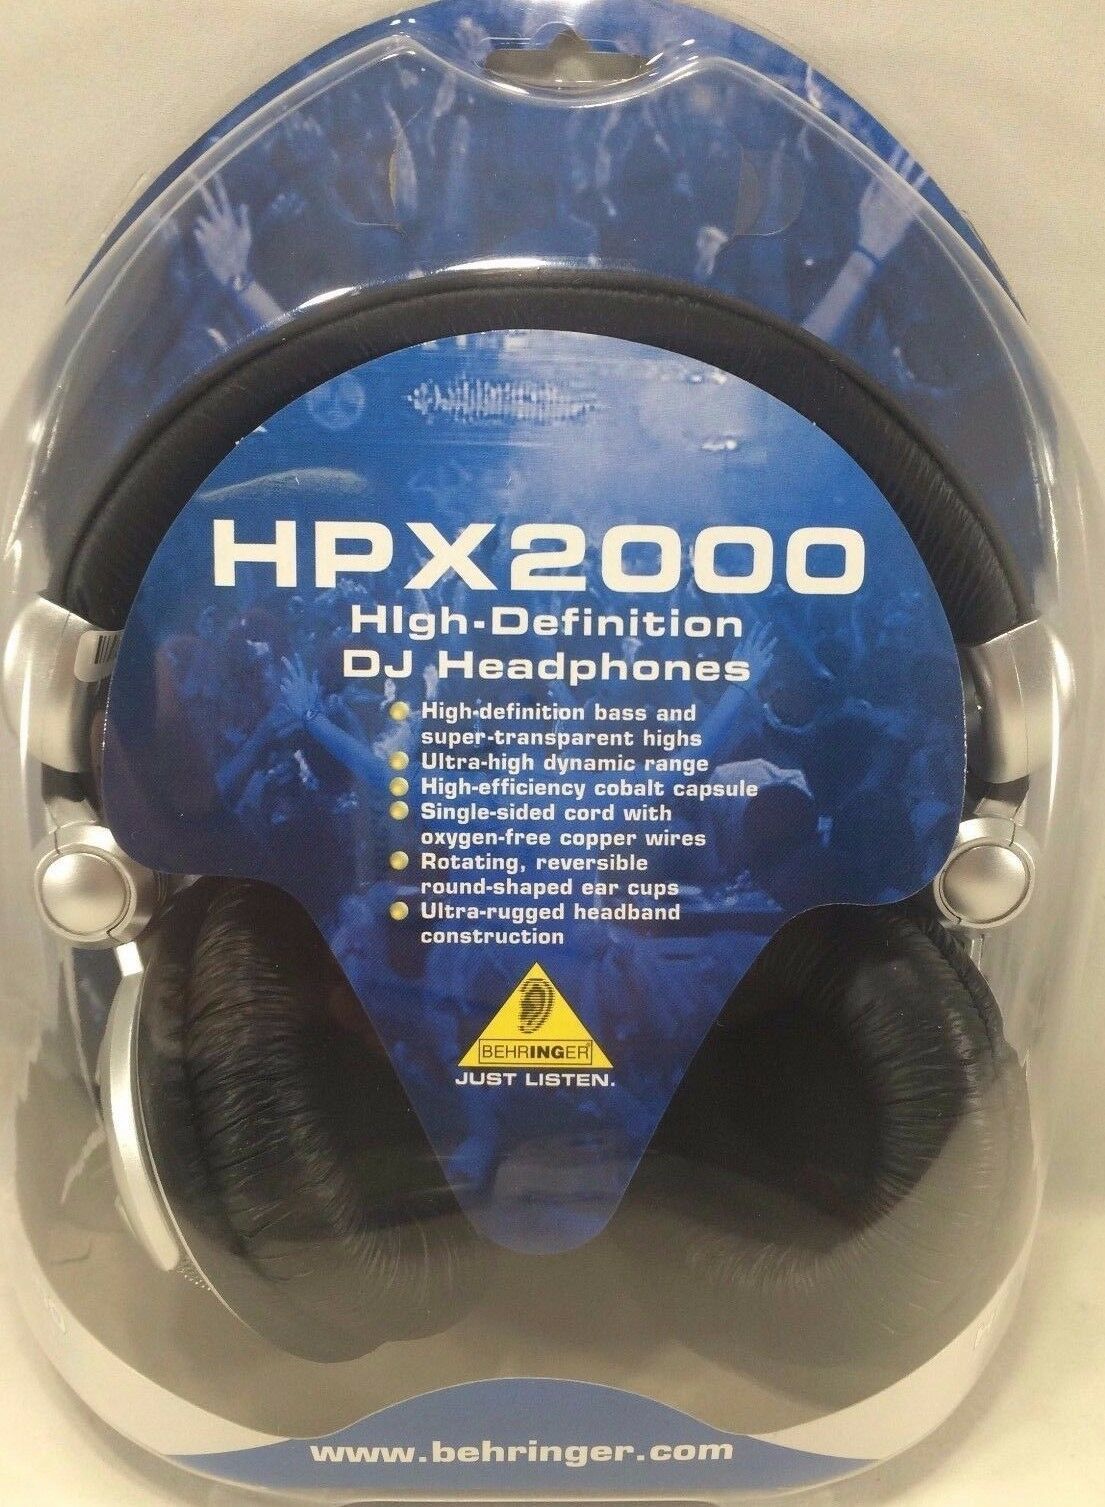 HPX2000
HIgh-Definition
DJ Headphones
High-definition bass and
super-transparent highs
Ultra-high dynamic range
High-efficiency cobalt capsule
Single-sided cord with
oxygen-free copper wires
Rotating, reversible
round-shaped ear cups
Ultra-rugged headband
construction
BEHRINGER
JUST LISTEN.
www.behringer.com